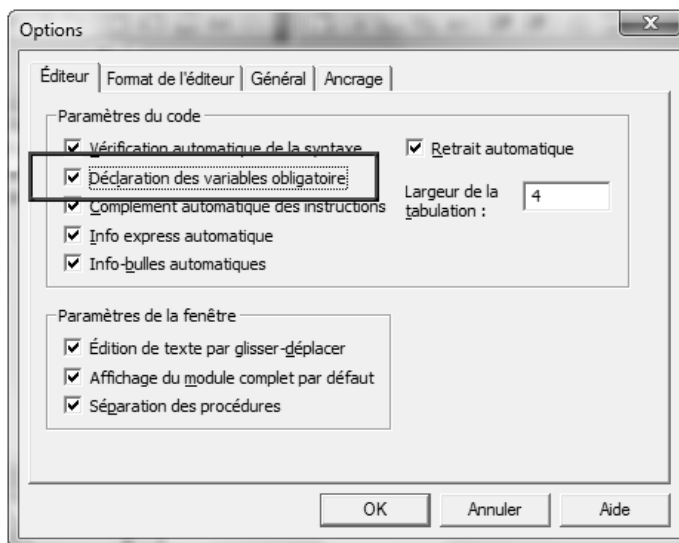 Options
Éditeur Format de l'éditeur Général Ancrage
Paramètres du code
Vérification automatique de la syntaxe
Retrait automatique
Déclaration des variables obligatoire
Largeur de la tabulation : 4
Complément automatique des instructions
Info express automatique
Info-bulles automatiques
Paramètres de la fenêtre
Édition de texte par glisser-déplacer
Affichage du module complet par défaut
Séparation des procédures
OK Annuler Aide